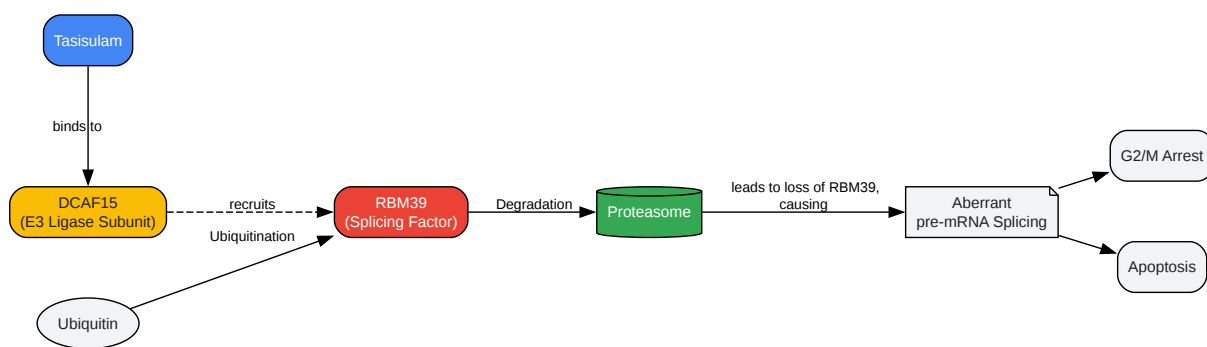 Tasisulam
binds to
DCAF15
(E3 Ligase Subunit)
recruits
Ubiquitination
Ubiquitin
RBM39
(Splicing Factor)
Degradation
Proteasome
leads to loss of RBM39,
causing
Aberrant
pre-mRNA Splicing
G2/M Arrest
Apoptosis